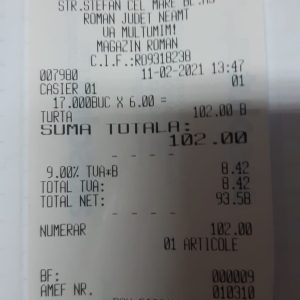 STR.STEFAN CEL MARE BL.
ROMAN JUDET NEAMT
VA MULTUMIM!
MAGAZIN ROMAN
C.I.F.:RO9318238
007980 11-02-2021 13:47
CASIER 01 01
17.000BUC X 6.00 =
TURTA 102.00 B
SUMA TOTALA:
102.00
- - - -
9.00% TVA*B 8.42
TOTAL TVA: 8.42
TOTAL NET: 93.58
- - - -
NUMERAR 102.00
01 ARTICOLE
BF: 000009
AMEF NR. 010310